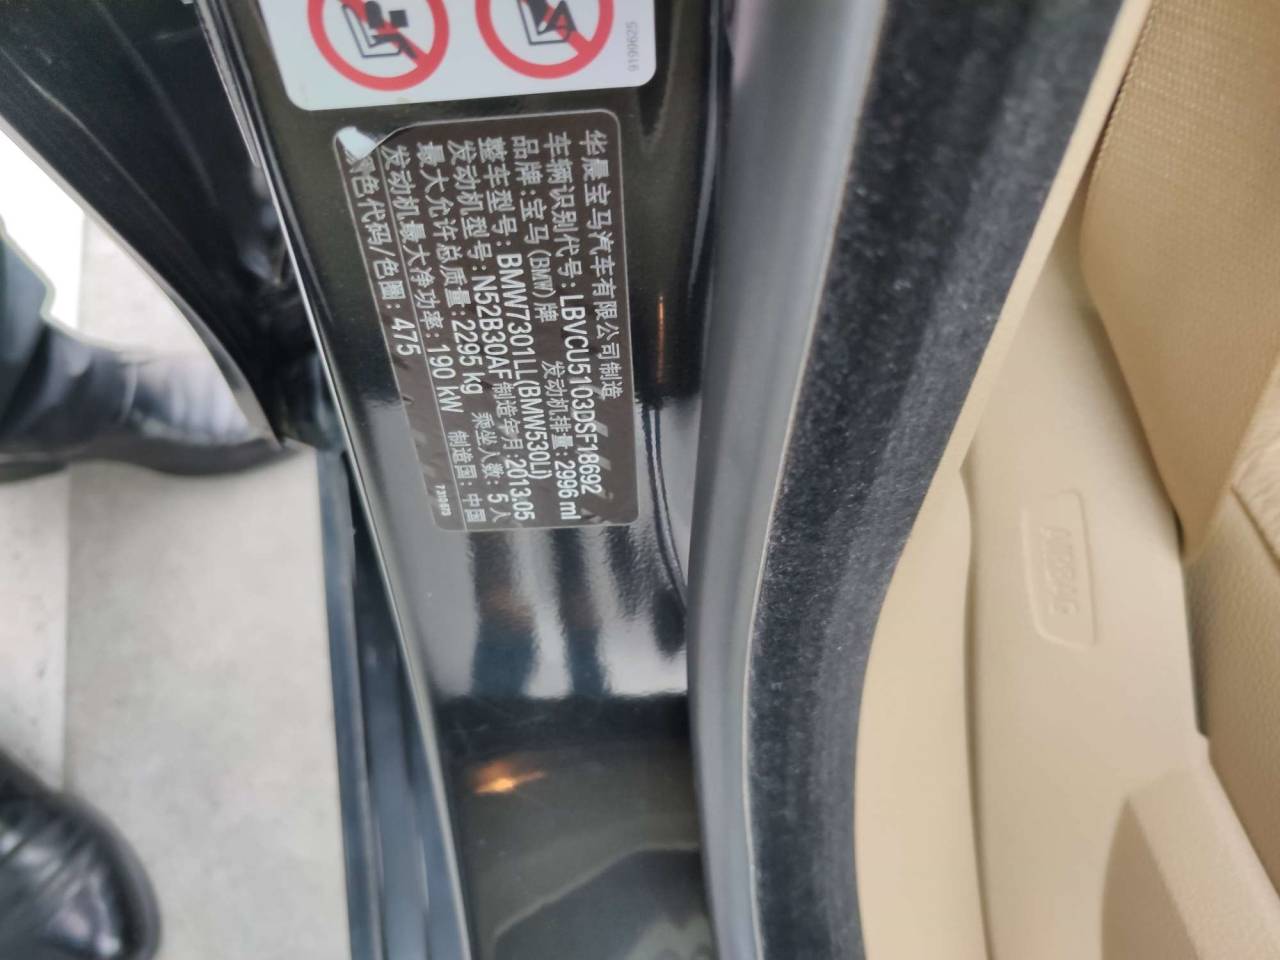 9199625
华晨宝马汽车有限公司制造
车辆识别代号:LBVCU5103DSF18692
品牌:宝马(BMW)牌 发动机排量:2996 ml
整车型号:BMW7301LL(BMW530Li)
发动机型号:N52B30AF 制造年月:2013.05
最大允许总质量:2295 kg 乘坐人数:5人
发动机最大净功率:190 kW 制造国:中国
颜色代码/色圈:475
AIRBAG